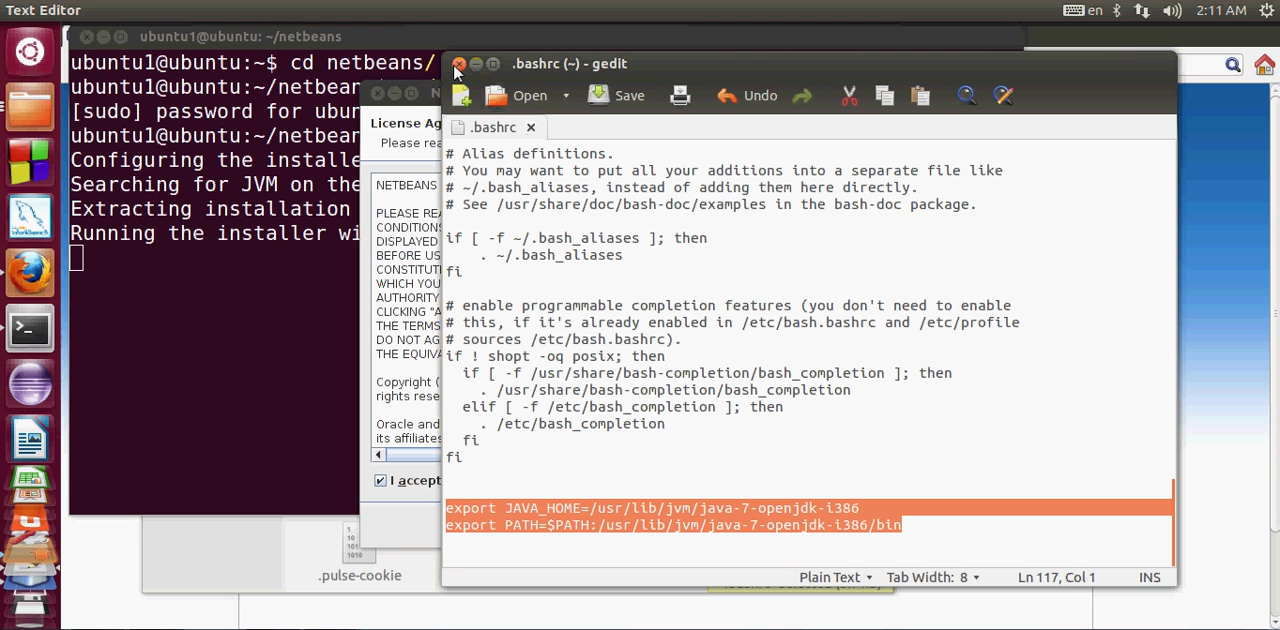 Text Editor
en
2:11 AM
ubuntu1@ubuntu: ~/netbeans
ubuntu1@ubuntu:~$ cd netbeans/
ubuntu1@ubuntu:~/netbean
[sudo] password for ubun
ubuntu1@ubuntu:~/netbean
Configuring the installe
Searching for JVM on the
Extracting installation
Running the installer wi
N
License Ag
Please rea
NETBEANS
PLEASE REA
CONDITIONS
DISPLAYED
BEFORE US
CONSTITUT
WHICH YOU
AUTHORITY
CLICKING "A
THE TERMS
DO NOT AG
THE EQUIVA
Copyright (
rights rese
Oracle and
its affiliates
I accept
.bashrc (~) - gedit
Open
Save
Undo
.bashrc
# Alias definitions.
# You may want to put all your additions into a separate file like
# ~/.bash_aliases, instead of adding them here directly.
# See /usr/share/doc/bash-doc/examples in the bash-doc package.
if [ -f ~/.bash_aliases ]; then
. ~/.bash_aliases
fi
# enable programmable completion features (you don't need to enable
# this, if it's already enabled in /etc/bash.bashrc and /etc/profile
# sources /etc/bash.bashrc).
if ! shopt -oq posix; then
if [ -f /usr/share/bash-completion/bash_completion ]; then
. /usr/share/bash-completion/bash_completion
elif [ -f /etc/bash_completion ]; then
. /etc/bash_completion
fi
fi
export JAVA_HOME=/usr/lib/jvm/java-7-openjdk-i386
export PATH=$PATH:/usr/lib/jvm/java-7-openjdk-i386/bin
Plain Text
Tab Width: 8
Ln 117, Col 1
INS
1
10
101
1010
.pulse-cookie